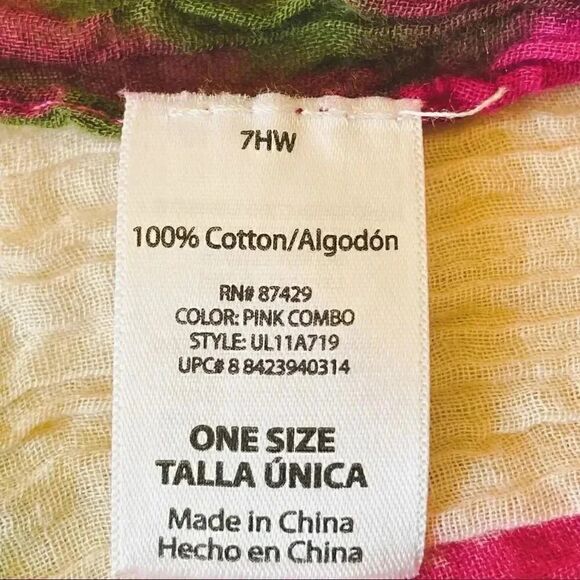 7HW
100% Cotton/Algodón
RN# 87429
COLOR: PINK COMBO
STYLE: UL11A719
UPC# 8 8423940314
ONE SIZE
TALLA ÚNICA
Made in China
Hecho en China